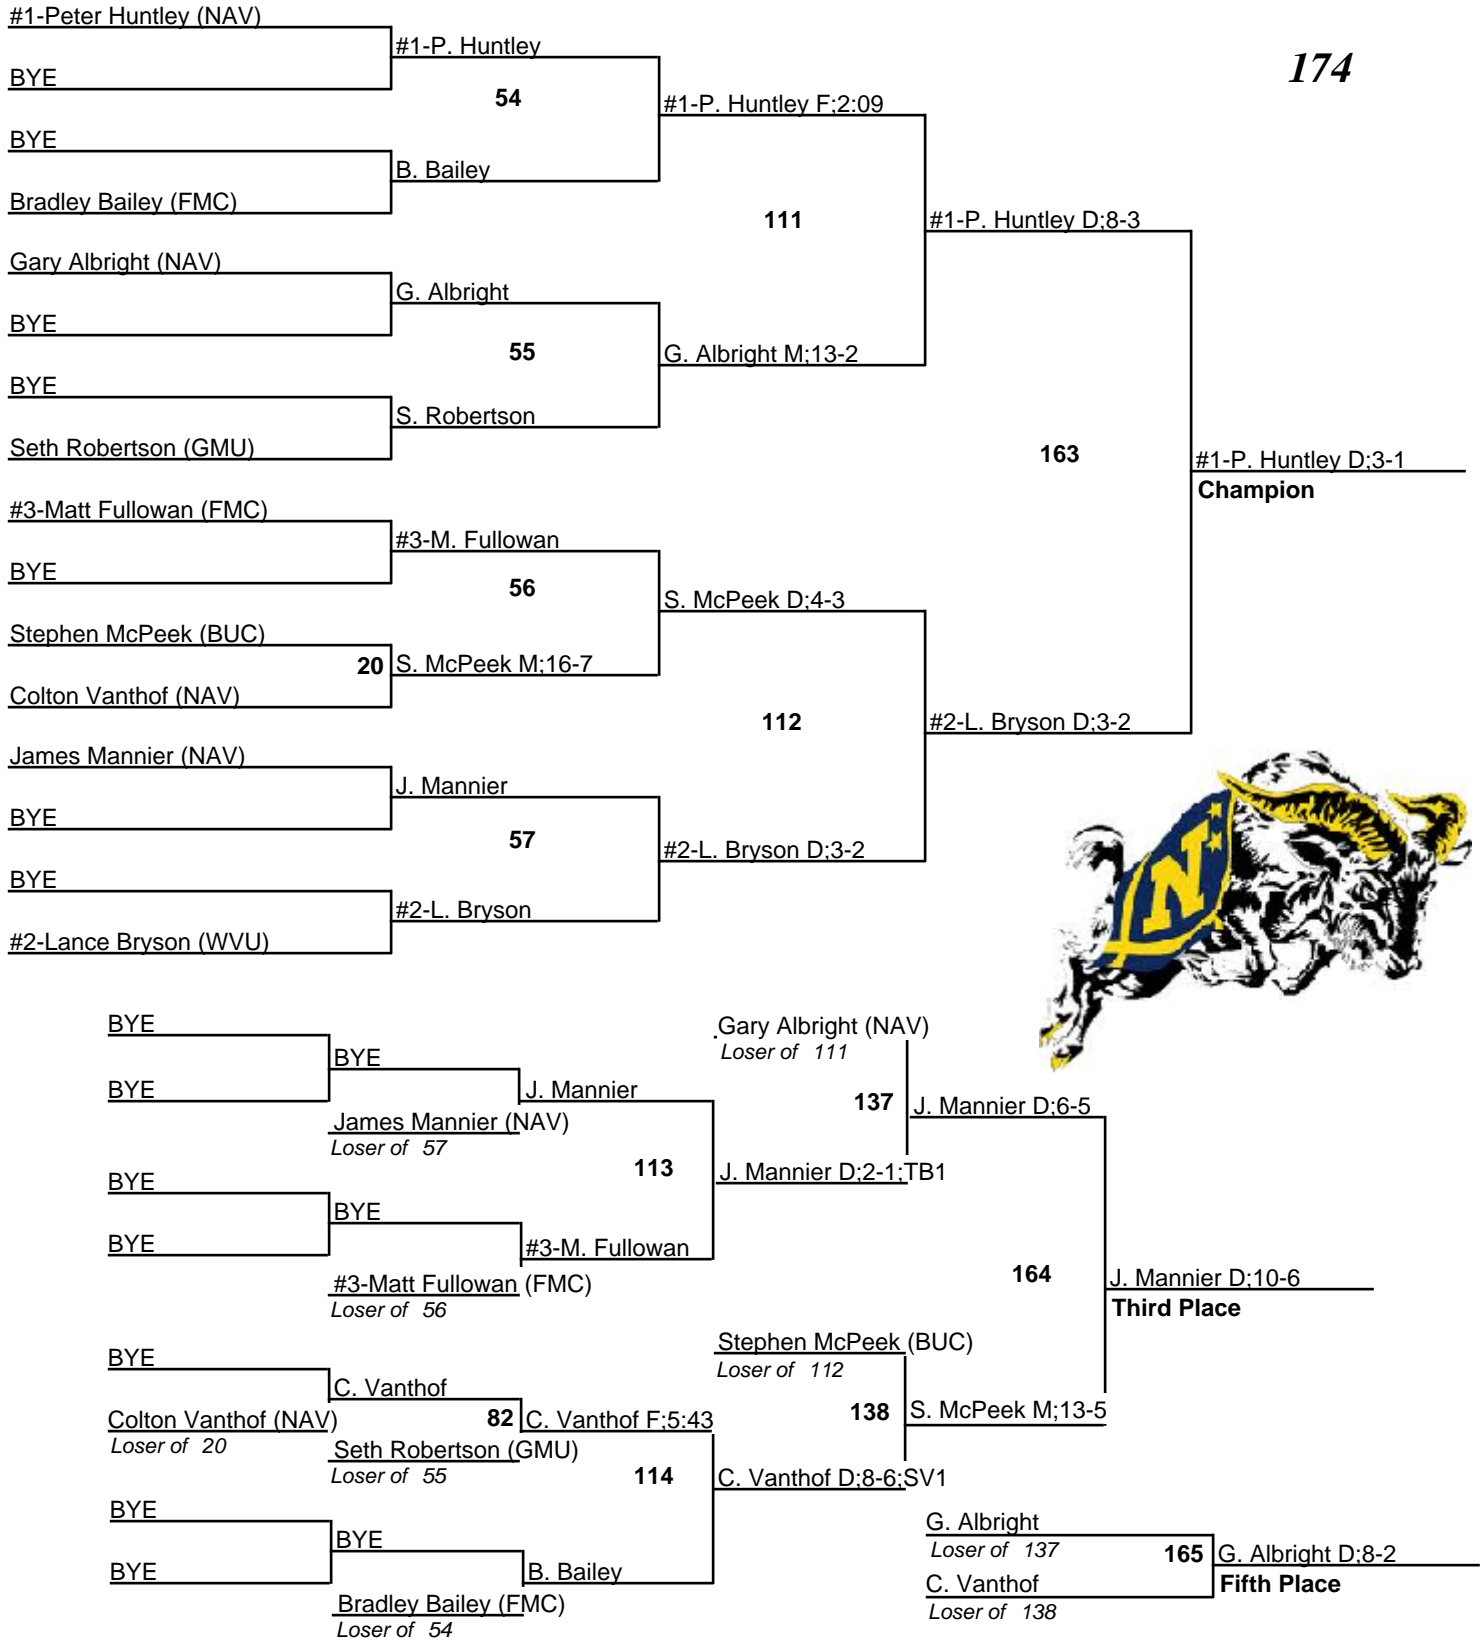 #1-Peter Huntley (NAV)
#1-P. Huntley
174
BYE
54
#1-P. Huntley F;2:09
BYE
B. Bailey
Bradley Bailey (FMC)
111
#1-P. Huntley D;8-3
Gary Albright (NAV)
G. Albright
BYE
55
G. Albright M;13-2
BYE
S. Robertson
Seth Robertson (GMU)
163
#1-P. Huntley D;3-1
Champion
#3-Matt Fullowan (FMC)
#3-M. Fullowan
BYE
56
S. McPeek D;4-3
Stephen McPeek (BUC)
20
S. McPeek M;16-7
Colton Vanthof (NAV)
112
#2-L. Bryson D;3-2
James Mannier (NAV)
J. Mannier
BYE
57
#2-L. Bryson D;3-2
BYE
#2-L. Bryson
#2-Lance Bryson (WVU)
N
BYE
Gary Albright (NAV)
Loser of 111
BYE
BYE
J. Mannier
137
J. Mannier D;6-5
James Mannier (NAV)
Loser of 57
113
J. Mannier D;2-1;TB1
BYE
BYE
BYE
#3-M. Fullowan
#3-Matt Fullowan (FMC)
Loser of 56
164
J. Mannier D;10-6
Third Place
Stephen McPeek (BUC)
Loser of 112
BYE
C. Vanthof
138
S. McPeek M;13-5
Colton Vanthof (NAV)
Loser of 20
82
C. Vanthof F;5:43
Seth Robertson (GMU)
Loser of 55
114
C. Vanthof D;8-6;SV1
BYE
BYE
BYE
B. Bailey
Bradley Bailey (FMC)
Loser of 54
G. Albright
Loser of 137
165
G. Albright D;8-2
Fifth Place
C. Vanthof
Loser of 138